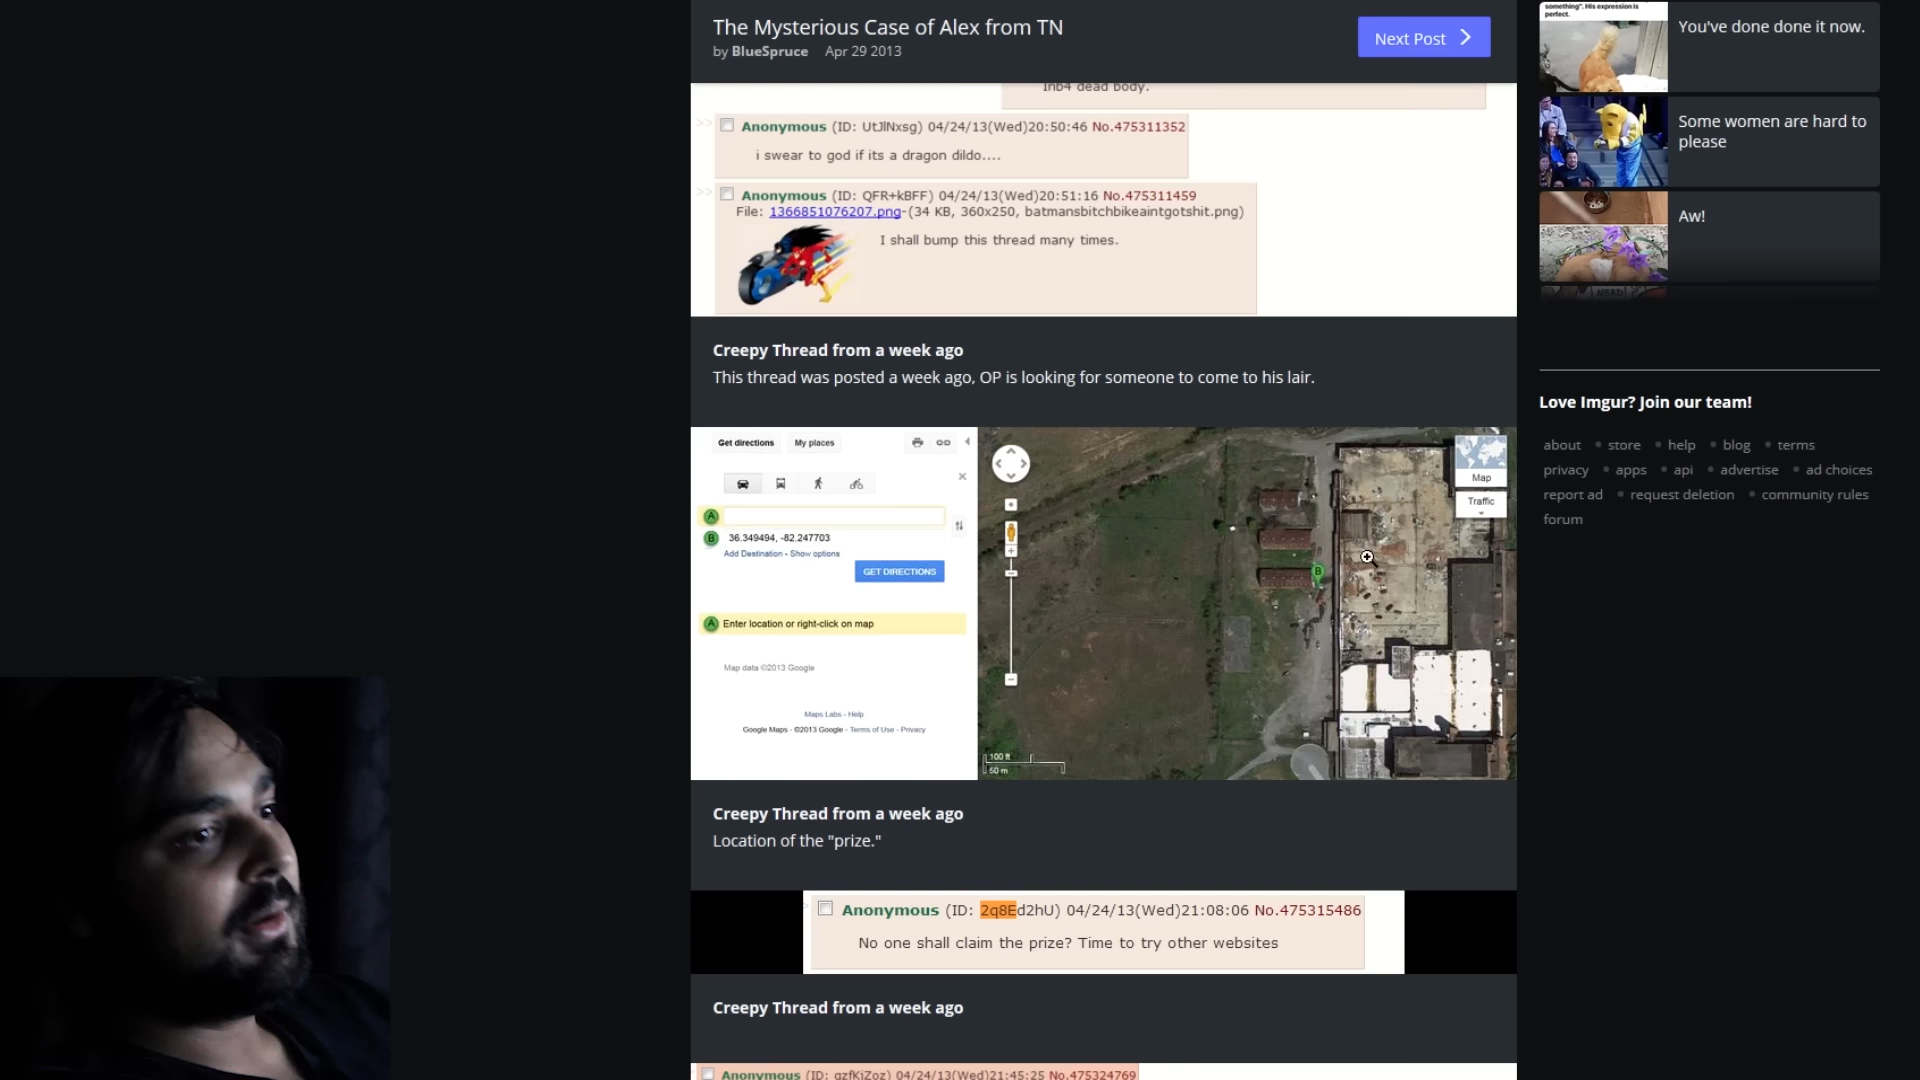 The Mysterious Case of Alex from TN
by BlueSpruce Apr 29 2013
Next Post
Inb4 dead body.
>> Anonymous (ID: UtJlNxsg) 04/24/13(Wed)20:50:46 No.475311352
i swear to god if its a dragon dildo....
>> Anonymous (ID: QFR+kBFF) 04/24/13(Wed)20:51:16 No.475311459
File: 1366851076207.png-(34 KB, 360x250, batmansbitchbikeaintgotshit.png)
I shall bump this thread many times.
Creepy Thread from a week ago
This thread was posted a week ago, OP is looking for someone to come to his lair.
Get directions My places
A
B 36.349494, -82.247703
Add Destination - Show options
GET DIRECTIONS
A Enter location or right-click on map
Map data ©2013 Google
Maps Labs - Help
Google Maps - ©2013 Google - Terms of Use - Privacy
Map
Traffic
B
100 ft
50 m
Creepy Thread from a week ago
Location of the "prize."
Anonymous (ID: 2q8Ed2hU) 04/24/13(Wed)21:08:06 No.475315486
No one shall claim the prize? Time to try other websites
Creepy Thread from a week ago
Anonymous (ID: gzfKjZoz) 04/24/13(Wed)21:45:25 No.475324769
something". His expression is
perfect.
You've done done it now.
Some women are hard to
please
Aw!
Love Imgur? Join our team!
about • store • help • blog • terms
privacy • apps • api • advertise • ad choices
report ad • request deletion • community rules
forum